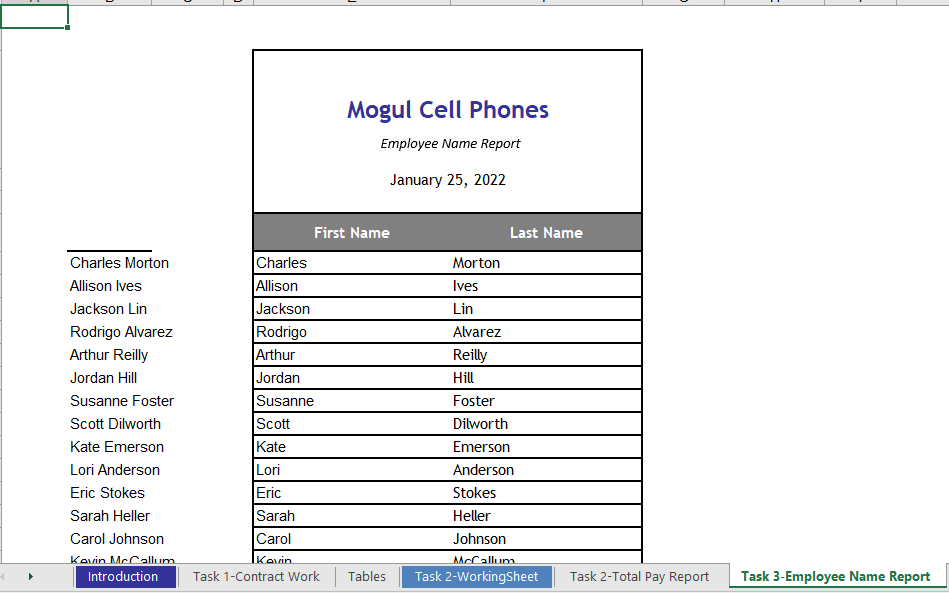 Mogul Cell Phones
Employee Name Report
January 25, 2022
First Name Last Name
Charles Morton Charles Morton
Allison Ives Allison Ives
Jackson Lin Jackson Lin
Rodrigo Alvarez Rodrigo Alvarez
Arthur Reilly Arthur Reilly
Jordan Hill Jordan Hill
Susanne Foster Susanne Foster
Scott Dilworth Scott Dilworth
Kate Emerson Kate Emerson
Lori Anderson Lori Anderson
Eric Stokes Eric Stokes
Sarah Heller Sarah Heller
Carol Johnson Carol Johnson
Kevin McCallum Kevin McCallum
Introduction Task 1-Contract Work Tables Task 2-WorkingSheet Task 2-Total Pay Report Task 3-Employee Name Report